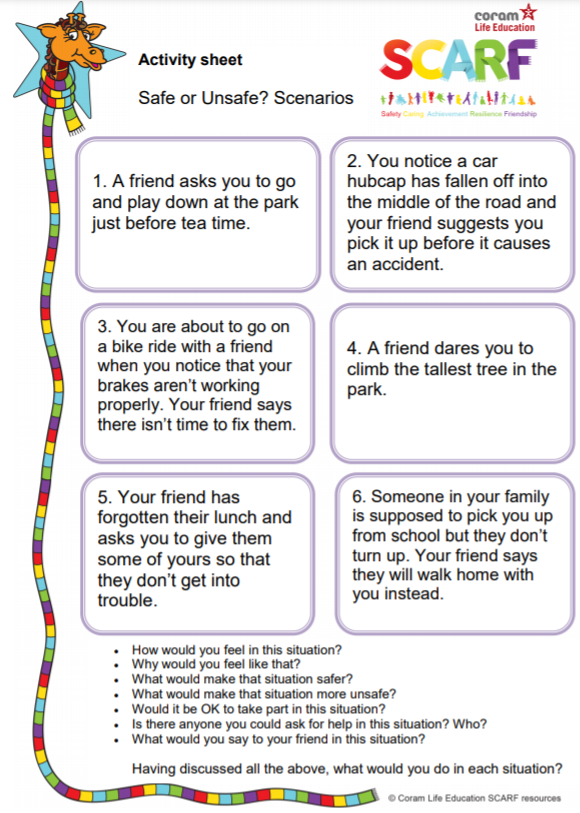 coram
Life Education
SCARF
Safety Caring Achievement Resilience Friendship
Activity sheet
Safe or Unsafe? Scenarios
1. A friend asks you to go
and play down at the park
just before tea time.
2. You notice a car
hubcap has fallen off into
the middle of the road and
your friend suggests you
pick it up before it causes
an accident.
3. You are about to go on
a bike ride with a friend
when you notice that your
brakes aren't working
properly. Your friend says
there isn't time to fix them.
4. A friend dares you to
climb the tallest tree in the
park.
5. Your friend has
forgotten their lunch and
asks you to give them
some of yours so that
they don't get into
trouble.
6. Someone in your family
is supposed to pick you up
from school but they don't
turn up. Your friend says
they will walk home with
you instead.
• How would you feel in this situation?
• Why would you feel like that?
• What would make that situation safer?
• What would make that situation more unsafe?
• Would it be OK to take part in this situation?
• Is there anyone you could ask for help in this situation? Who?
• What would you say to your friend in this situation?
Having discussed all the above, what would you do in each situation?
© Coram Life Education SCARF resources